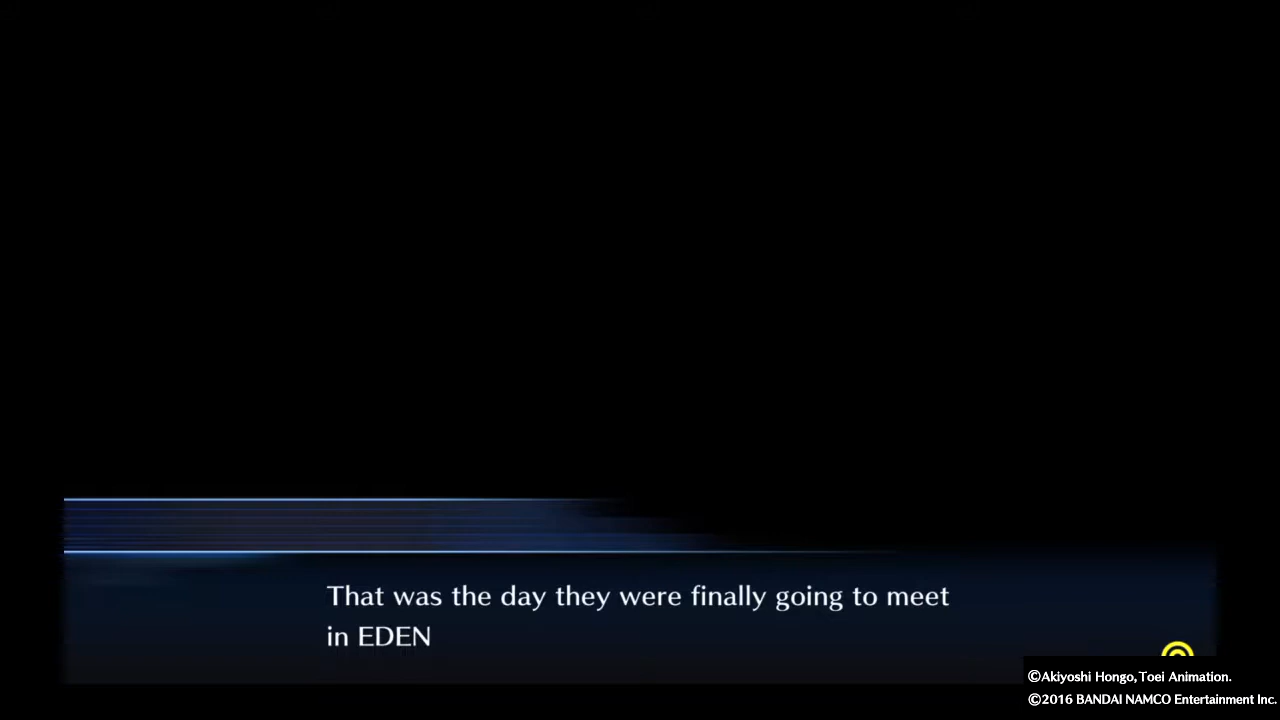 That was the day they were finally going to meet
in EDEN
©Akiyoshi Hongo, Toei Animation.
©2016 BANDAI NAMCO Entertainment Inc.